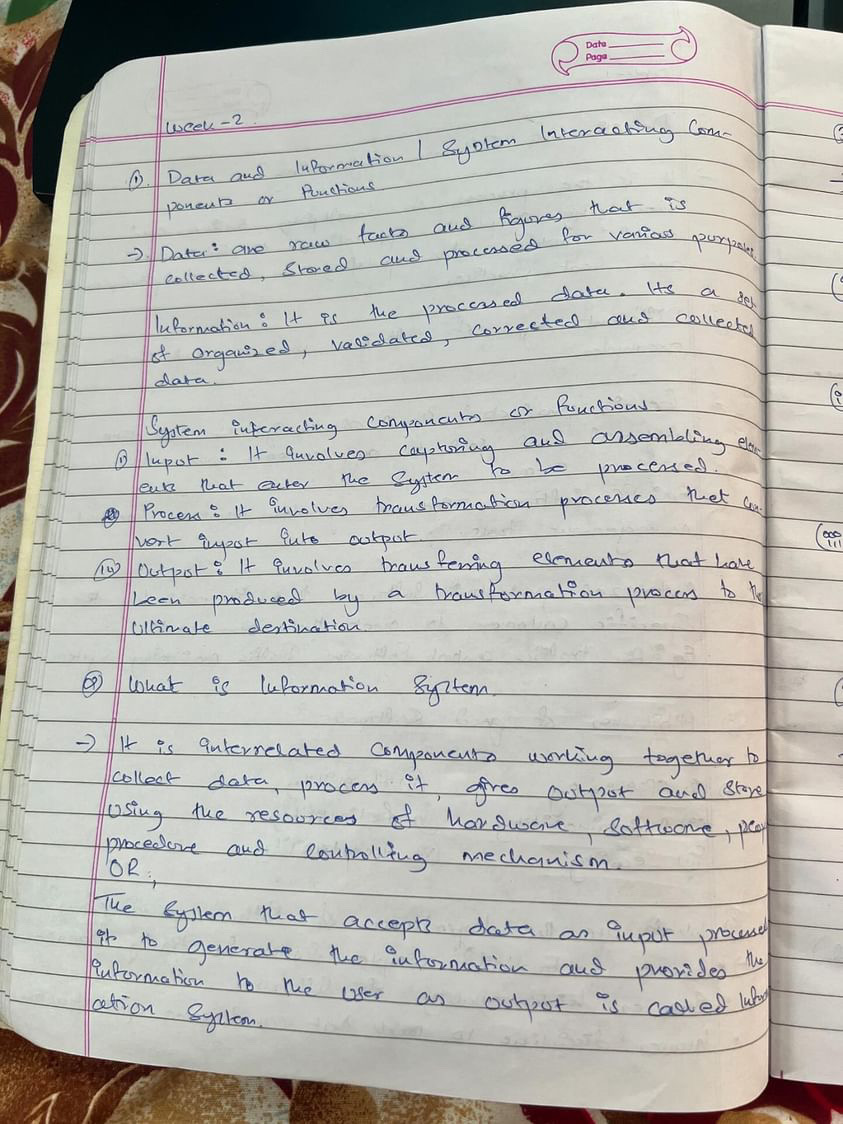 Date
Page
Week-2.
①. Data and Information / System Interacting Com-
ponents or functions
→ Data: are raw facts and figures that is
collected, stored and processed for various purposes
Information: It is the processed data. Its a set
of organized, validated, corrected and collected
data.
System interacting components or functions
① Input : It involves capturing and assembling elem
ents that enter the system to be processed.
Process: It involves transformation processes that con-
vert input into output
Output: It involves transferring elements that have
been produced by a transformation process to the
Ultimate destination.
What is Information System.
→ It is interrelated components working together to
collect data, process it, gives output and store
using the resources of hardware, software,
procedure and controlling mechanism.
OR,
The system that accepts data as input processed
it to generate the information and provides the
information to the user as output is called Inform
ation System.